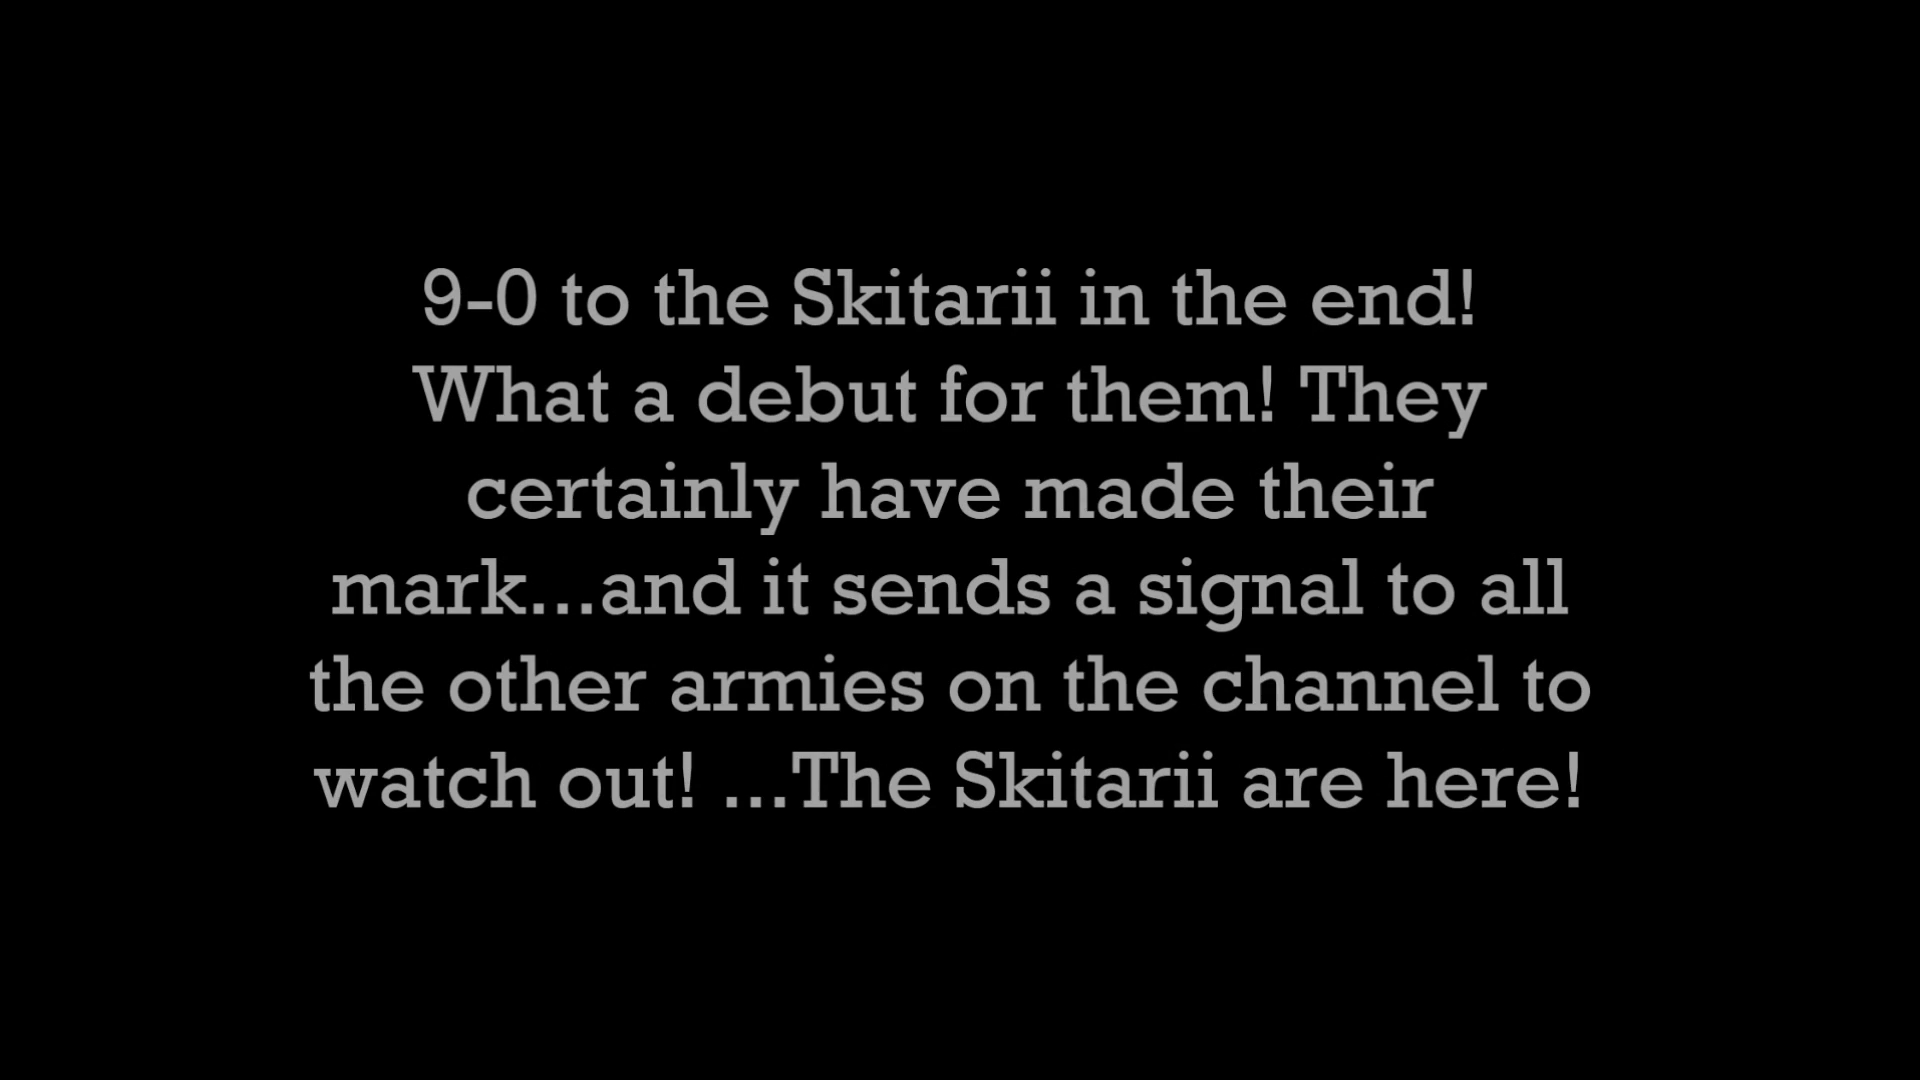 9-0 to the Skitarii in the end!
What a debut for them! They
certainly have made their
mark...and it sends a signal to all
the other armies on the channel to
watch out! ...The Skitarii are here!